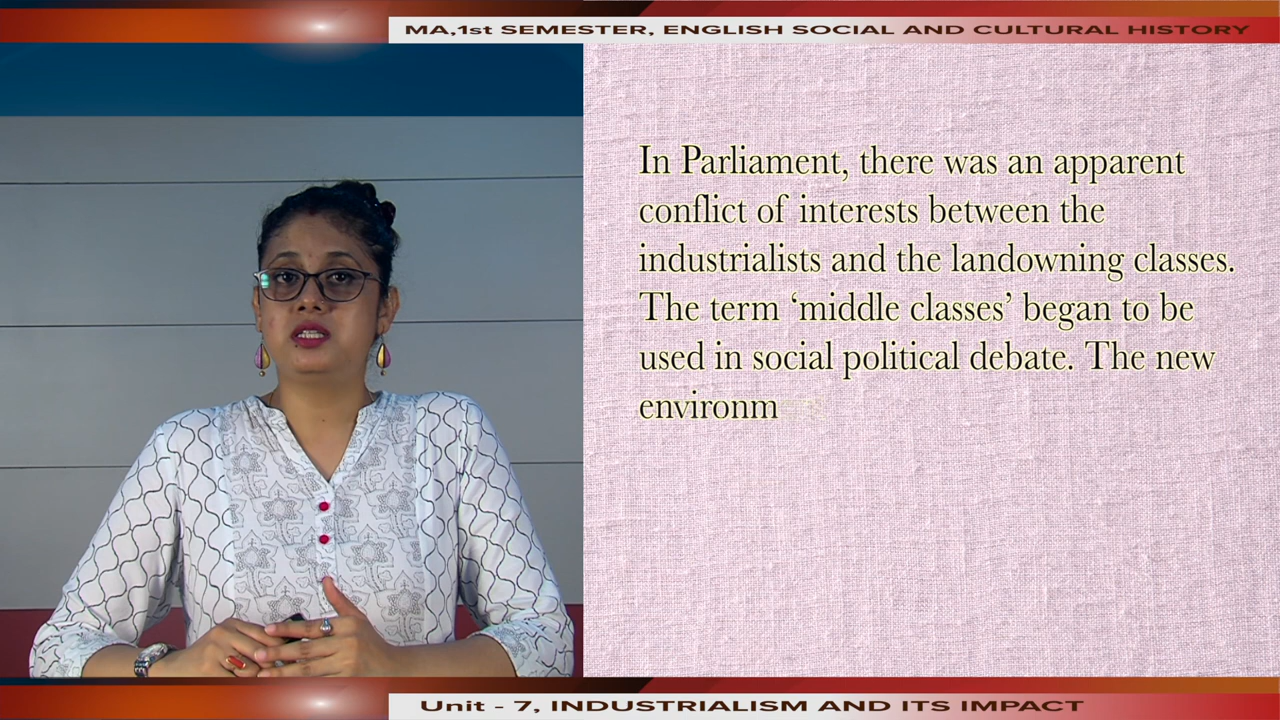 MA,1st SEMESTER, ENGLISH SOCIAL AND CULTURAL HISTORY
In Parliament, there was an apparent
conflict of interests between the
industrialists and the landowning classes.
The term ‘middle classes’ began to be
used in social political debate. The new
environm
Unit - 7, INDUSTRIALISM AND ITS IMPACT